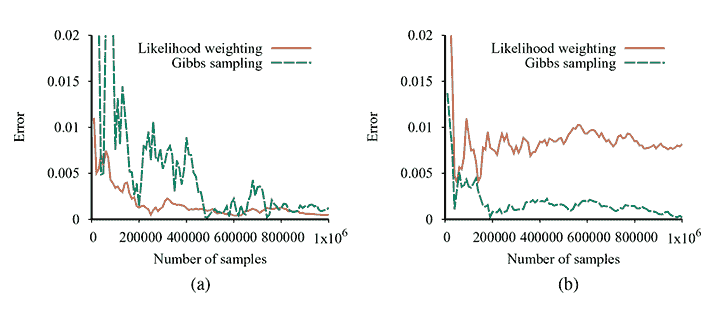 0.02
0.015
0.01
0.005
0
Error
Likelihood weighting
Gibbs sampling
0 200000 400000 600000 800000 1x10^6
Number of samples
(a)
0.02
0.015
0.01
0.005
0
Error
Likelihood weighting
Gibbs sampling
0 200000 400000 600000 800000 1x10^6
Number of samples
(b)